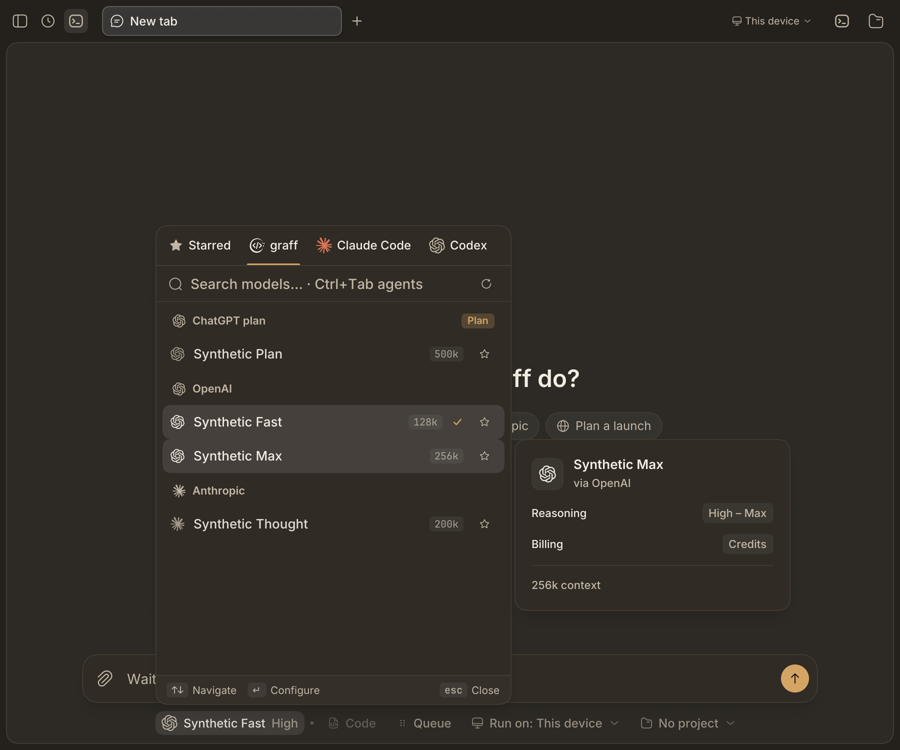 New tab
This device
Starred graff Claude Code Codex
Search models... · Ctrl+Tab agents
ChatGPT plan Plan
Synthetic Plan 500k
OpenAI
Synthetic Fast 128k
Synthetic Max 256k
Anthropic
Synthetic Thought 200k
ff do?
pic Plan a launch
Synthetic Max
via OpenAI
Reasoning High – Max
Billing Credits
256k context
Wait
↑↓ Navigate ↵ Configure esc Close
Synthetic Fast High • Code Queue Run on: This device No project